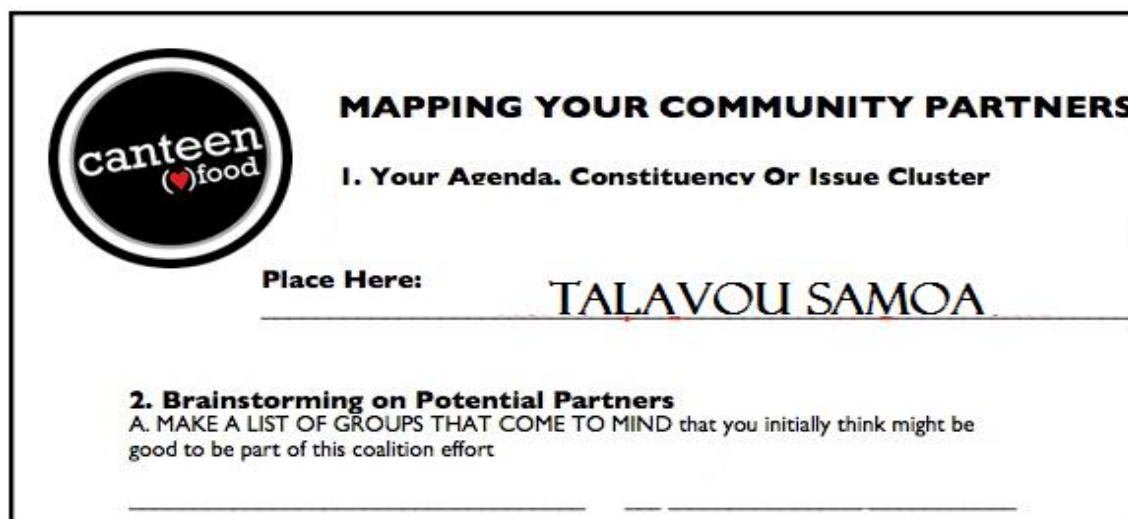 canteen
(♥)food
MAPPING YOUR COMMUNITY PARTNERS
1. Your Agenda, Constituency Or Issue Cluster
Place Here: TALAVOU SAMOA
2. Brainstorming on Potential Partners
A. MAKE A LIST OF GROUPS THAT COME TO MIND that you initially think might be
good to be part of this coalition effort